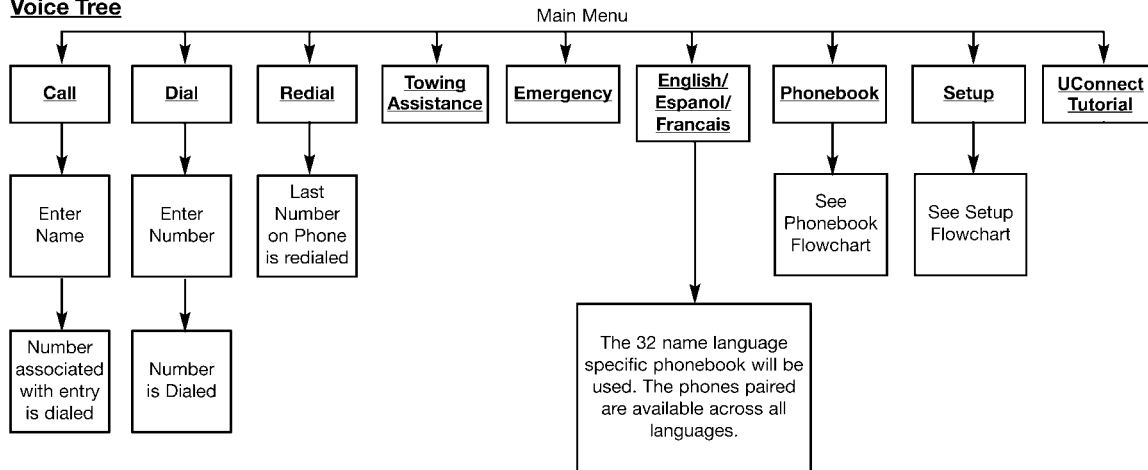 Voice Tree
Main Menu
Call
Dial
Redial
Towing
Assistance
Emergency
English/
Espanol/
Francais
Phonebook
Setup
UConnect
Tutorial
Enter
Name
Enter
Number
Last
Number
on Phone
is redialed
See
Phonebook
Flowchart
See Setup
Flowchart
Number
associated
with entry
is dialed
Number
is Dialed
The 32 name language
specific phonebook will be
used. The phones paired
are available across all
languages.